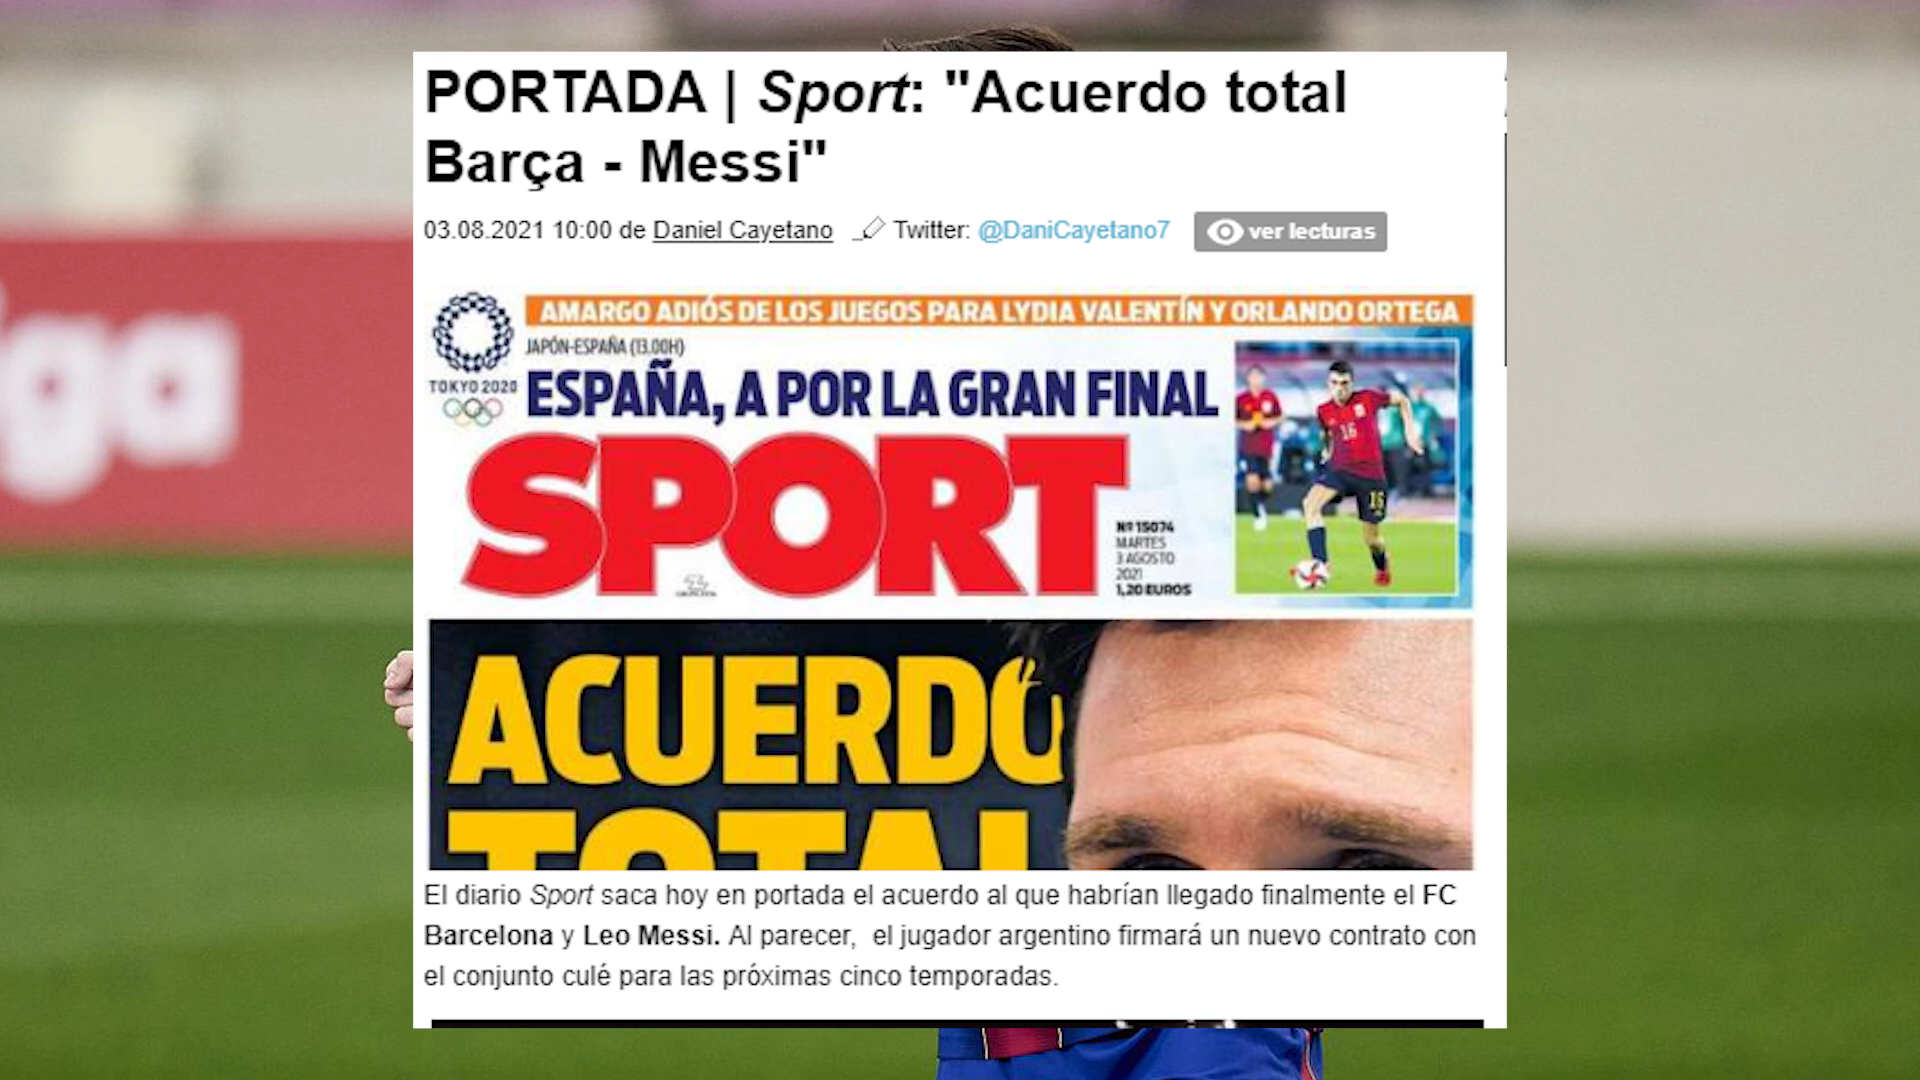 PORTADA | Sport: "Acuerdo total
Barça - Messi"
03.08.2021 10:00 de Daniel Cayetano Twitter: @DaniCayetano7 ver lecturas
AMARGO ADIÓS DE LOS JUEGOS PARA LYDIA VALENTÍN Y ORLANDO ORTEGA
JAPÓN-ESPAÑA (13.00H)
TOKYO 2020
ESPAÑA, A POR LA GRAN FINAL
SPORT
Nº 15074
MARTES
3 AGOSTO
2021
1,20 EUROS
16
16
ACUERDO
TOTAL
El diario Sport saca hoy en portada el acuerdo al que habrían llegado finalmente el FC
Barcelona y Leo Messi. Al parecer, el jugador argentino firmará un nuevo contrato con
el conjunto culé para las próximas cinco temporadas.
iga